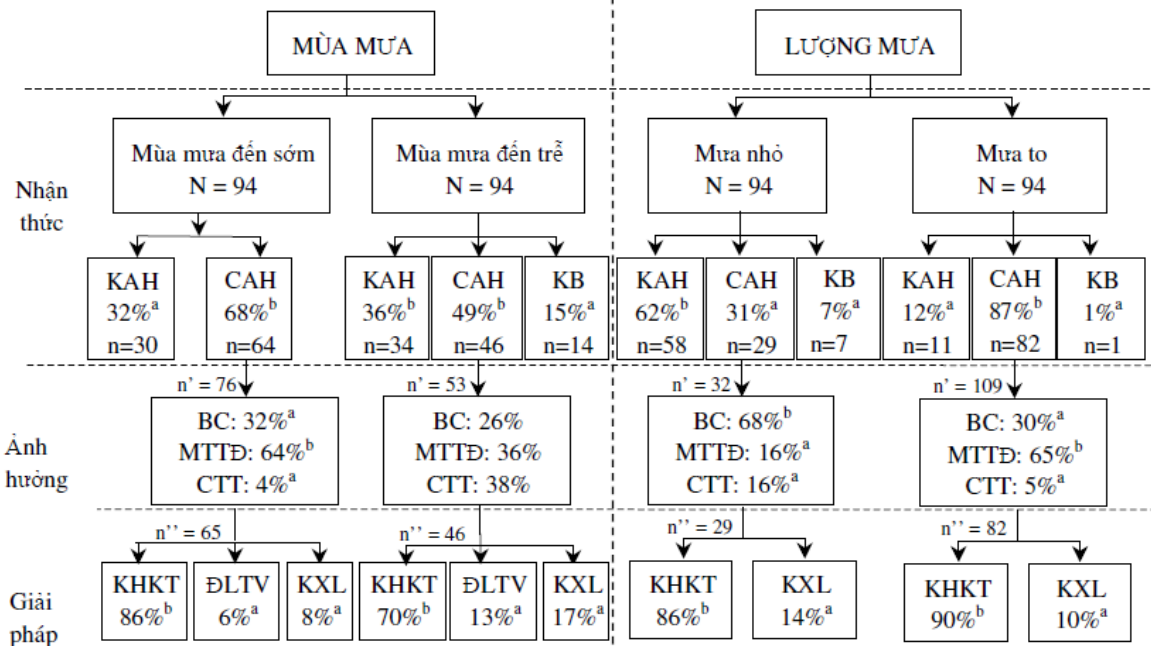 MÙA MƯA
LƯỢNG MƯA
Nhận
thức
Mùa mưa đến sớm
N = 94
Mùa mưa đến trễ
N = 94
Mưa nhỏ
N = 94
Mưa to
N = 94
KAH
32%ᵃ
n=30
CAH
68%ᵇ
n=64
KAH
36%ᵇ
n=34
CAH
49%ᵇ
n=46
KB
15%ᵃ
n=14
KAH
62%ᵇ
n=58
CAH
31%ᵃ
n=29
KB
7%ᵃ
n=7
KAH
12%ᵃ
n=11
CAH
87%ᵇ
n=82
KB
1%ᵃ
n=1
Ảnh
hưởng
n’ = 76
BC: 32%ᵃ
MTTĐ: 64%ᵇ
CTT: 4%ᵃ
n’ = 53
BC: 26%
MTTĐ: 36%
CTT: 38%
n’ = 32
BC: 68%ᵇ
MTTĐ: 16%ᵃ
CTT: 16%ᵃ
n’ = 109
BC: 30%ᵃ
MTTĐ: 65%ᵇ
CTT: 5%ᵃ
Giải
pháp
n’’ = 65
KHKT
86%ᵇ
ĐLTV
6%ᵃ
KXL
8%ᵃ
n’’ = 46
KHKT
70%ᵇ
ĐLTV
13%ᵃ
KXL
17%ᵃ
n’’ = 29
KHKT
86%ᵇ
KXL
14%ᵃ
n’’ = 82
KHKT
90%ᵇ
KXL
10%ᵃ